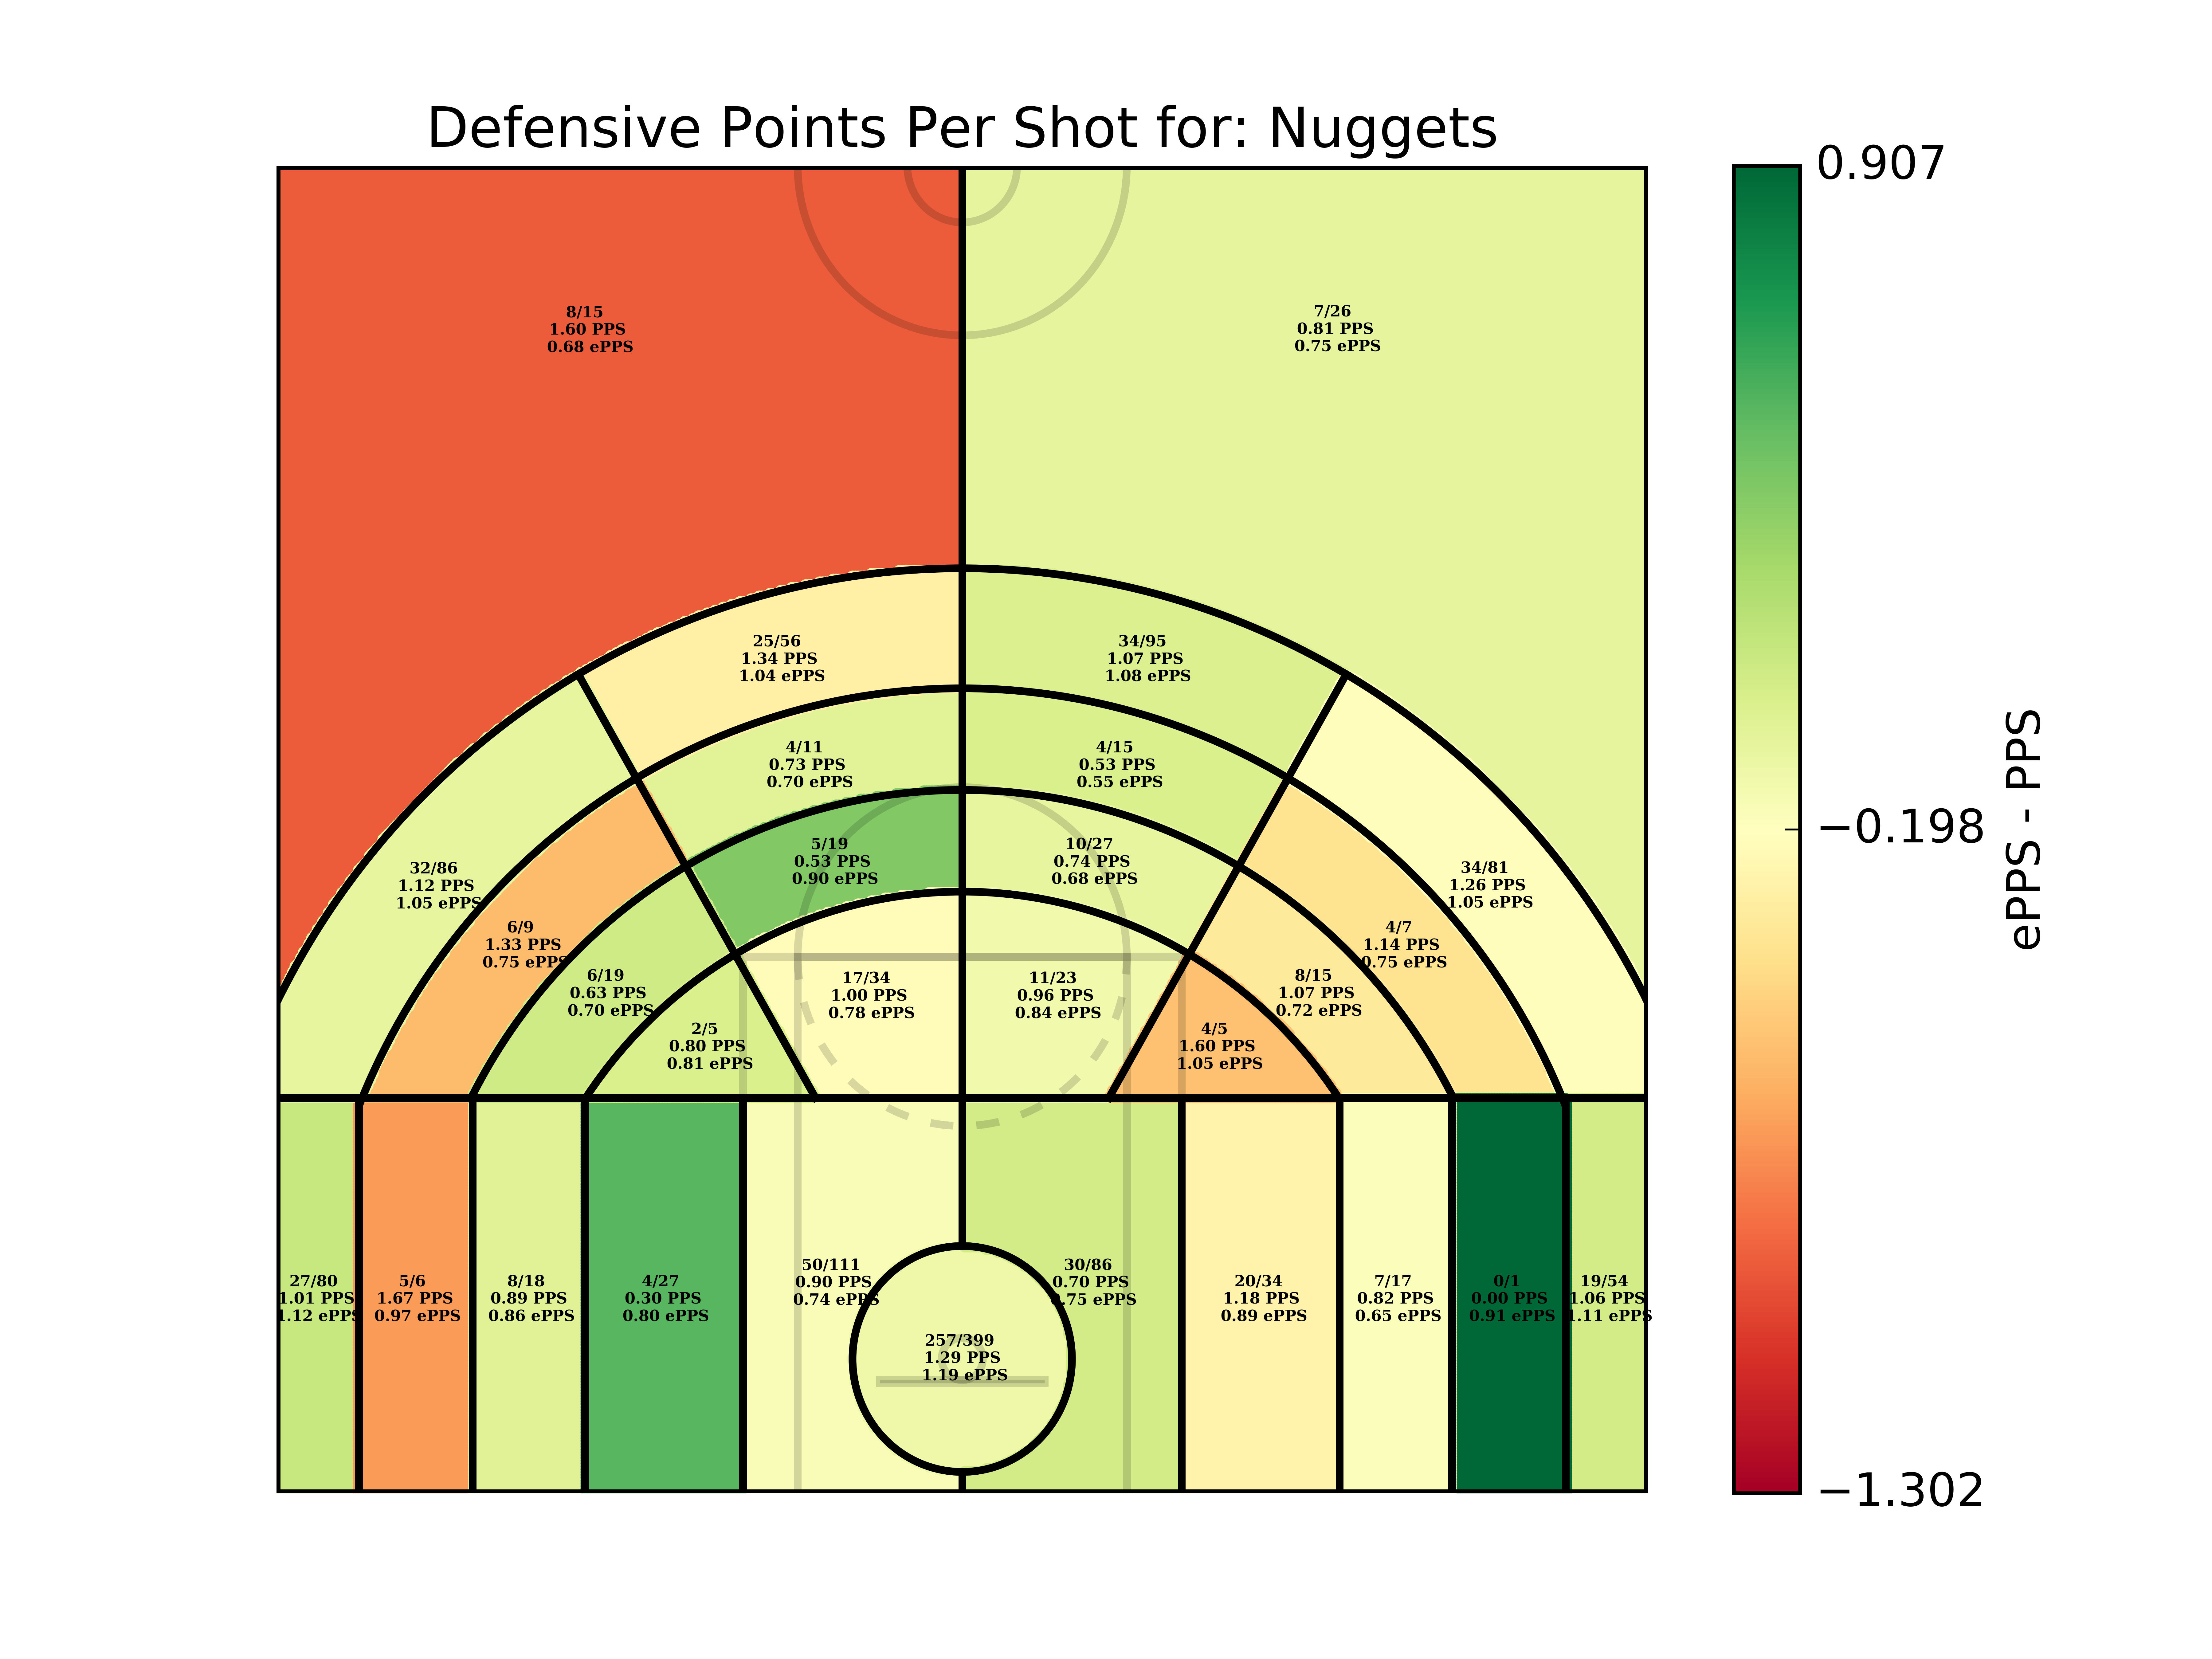 Defensive Points Per Shot for: Nuggets
0.907
8/15
1.60 PPS
0.68 ePPS
7/26
0.81 PPS
0.75 ePPS
25/56
1.34 PPS
1.04 ePPS
34/95
1.07 PPS
1.08 ePPS
4/11
0.73 PPS
0.70 ePPS
4/15
0.53 PPS
0.55 ePPS
−0.198
ePPS - PPS
5/19
0.53 PPS
0.90 ePPS
10/27
0.74 PPS
0.68 ePPS
32/86
1.12 PPS
1.05 ePPS
34/81
1.26 PPS
1.05 ePPS
6/9
1.33 PPS
0.75 ePPS
4/7
1.14 PPS
0.75 ePPS
6/19
0.63 PPS
0.70 ePPS
17/34
1.00 PPS
0.78 ePPS
11/23
0.96 PPS
0.84 ePPS
8/15
1.07 PPS
0.72 ePPS
2/5
0.80 PPS
0.81 ePPS
4/5
1.60 PPS
1.05 ePPS
27/80
1.01 PPS
1.12 ePPS
5/6
1.67 PPS
0.97 ePPS
8/18
0.89 PPS
0.86 ePPS
4/27
0.30 PPS
0.80 ePPS
50/111
0.90 PPS
0.74 ePPS
30/86
0.70 PPS
0.75 ePPS
20/34
1.18 PPS
0.89 ePPS
7/17
0.82 PPS
0.65 ePPS
0/1
0.00 PPS
0.91 ePPS
19/54
1.06 PPS
1.11 ePPS
257/399
1.29 PPS
1.19 ePPS
−1.302